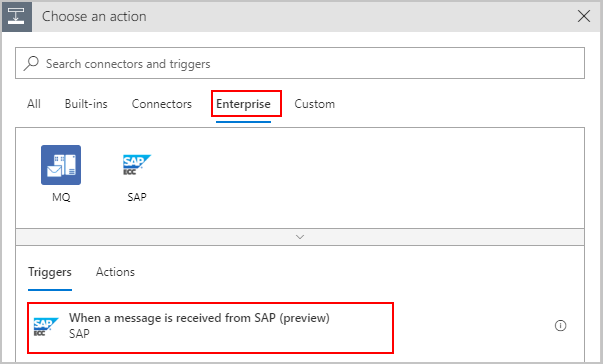 Choose an action
Search connectors and triggers
All Built-ins Connectors Enterprise Custom
SAP ECC SAP
MQ SAP
Triggers Actions
SAP ECC When a message is received from SAP (preview)
SAP